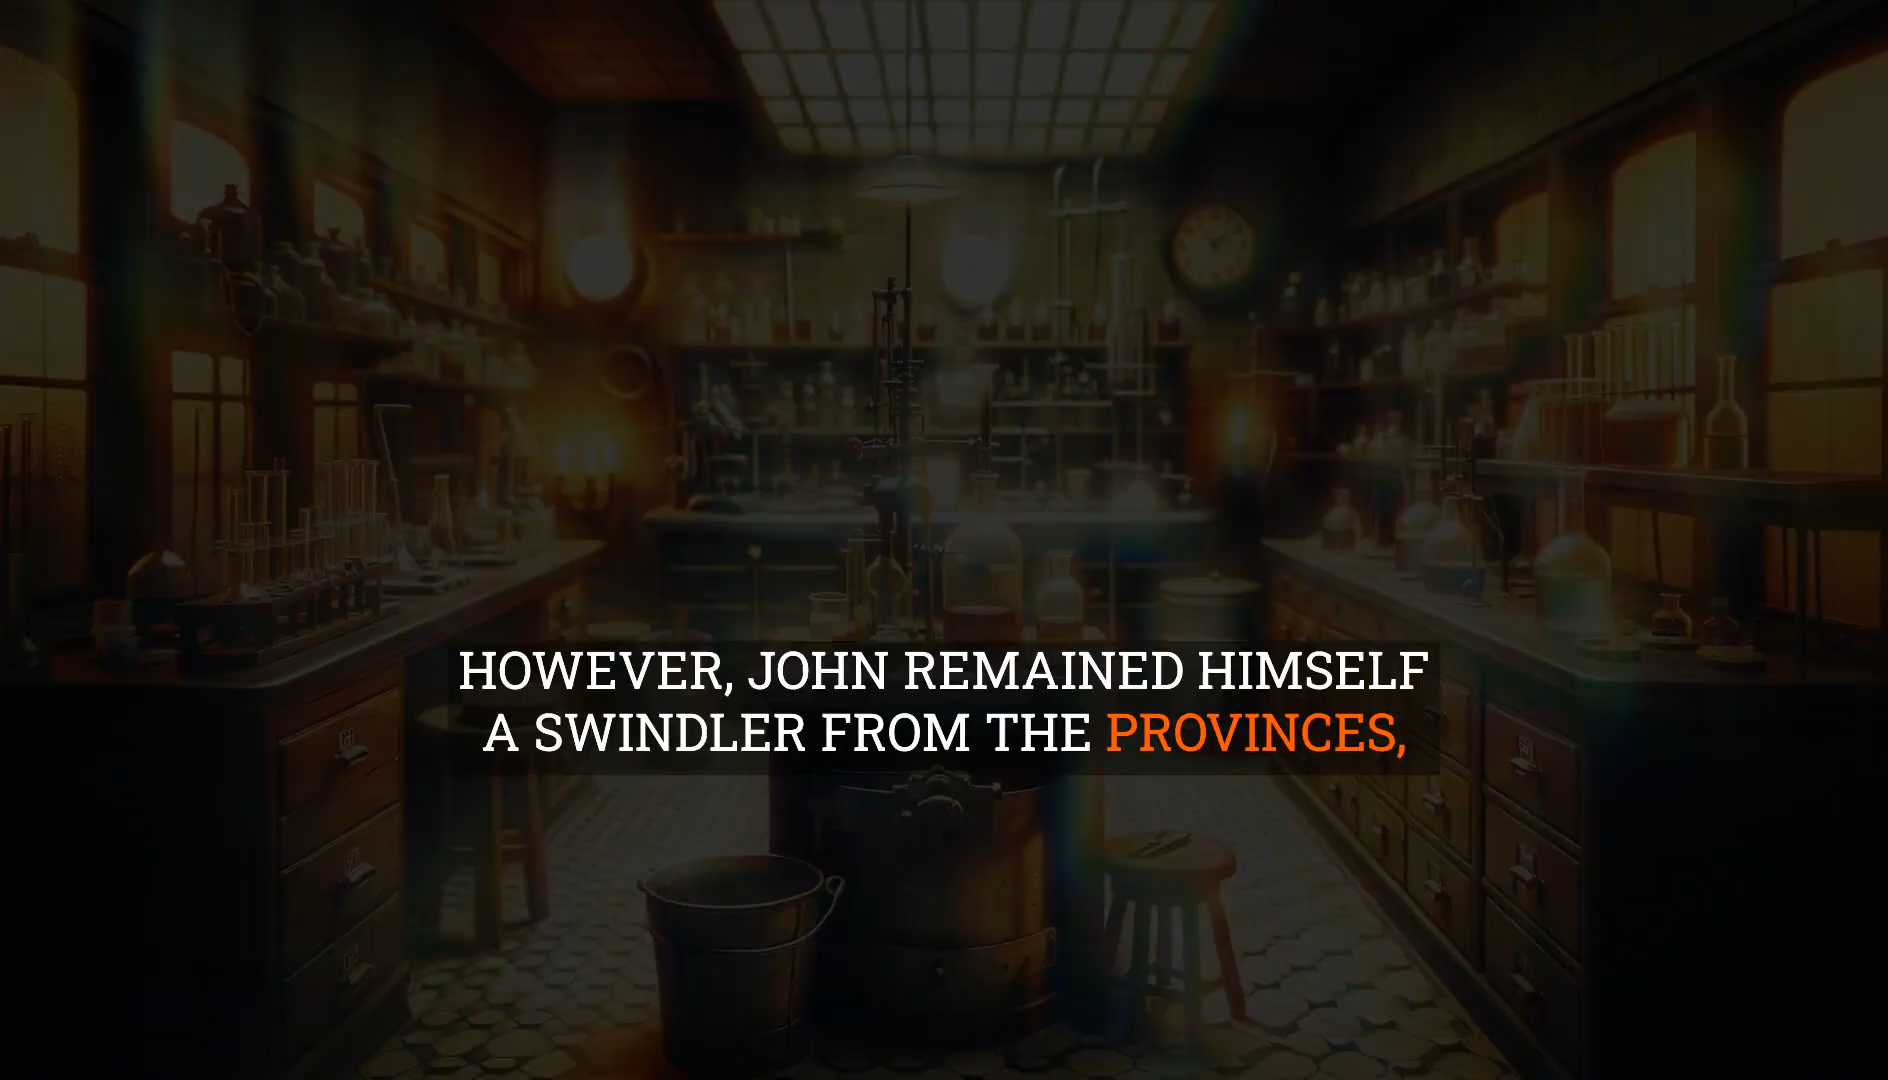 HOWEVER, JOHN REMAINED HIMSELF
A SWINDLER FROM THE PROVINCES,